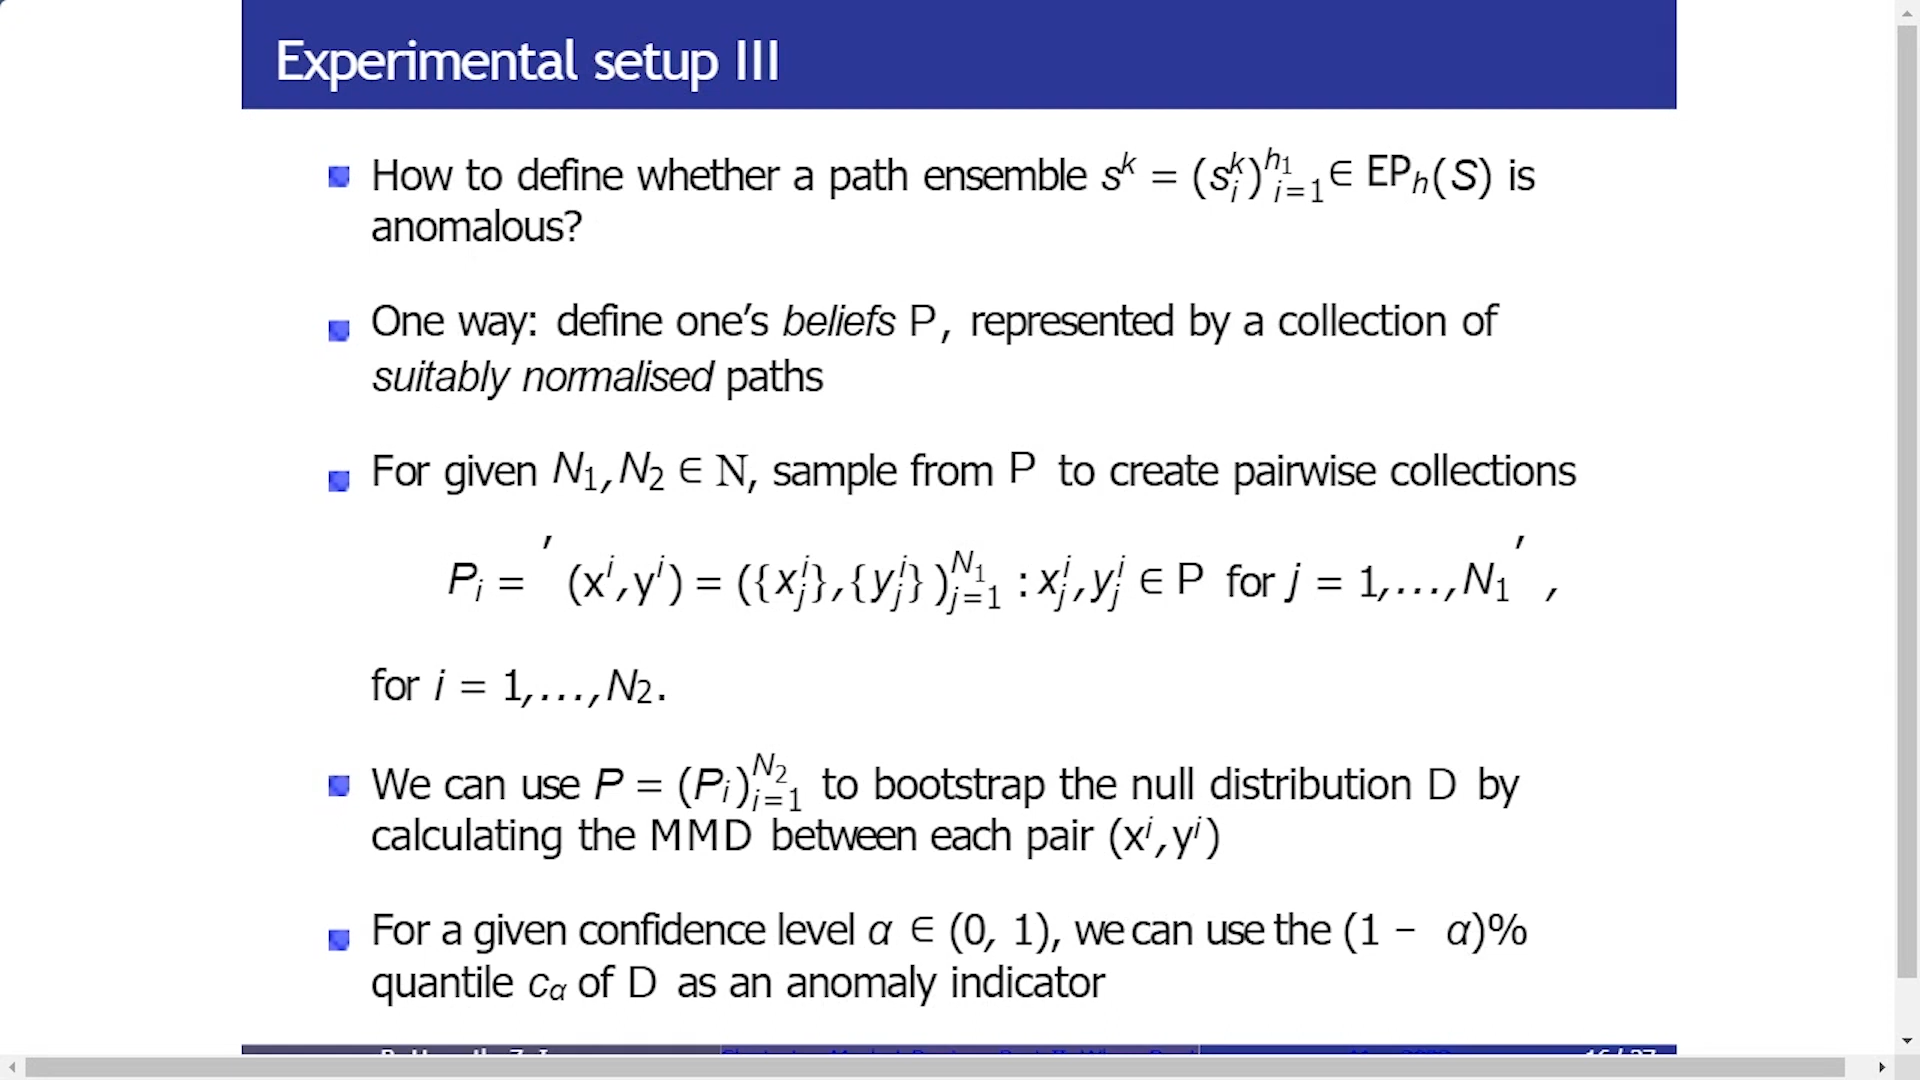 Experimental setup III
How to define whether a path ensemble s^k = (s_i^k)_{i=1}^{h_1} ∈ EP_h(S) is
anomalous?
One way: define one's beliefs P, represented by a collection of
suitably normalised paths
For given N_1, N_2 ∈ N, sample from P to create pairwise collections
P_i = ′ (x^i, y^i) = ({x_j^i}, {y_j^i})_{j=1}^{N_1} : x_j^i, y_j^i ∈ P for j = 1,...,N_1 ′ ,
for i = 1,...,N_2.
We can use P = (P_i)_{i=1}^{N_2} to bootstrap the null distribution D by
calculating the MMD between each pair (x^i, y^i)
For a given confidence level α ∈ (0, 1), we can use the (1 − α)%
quantile c_α of D as an anomaly indicator